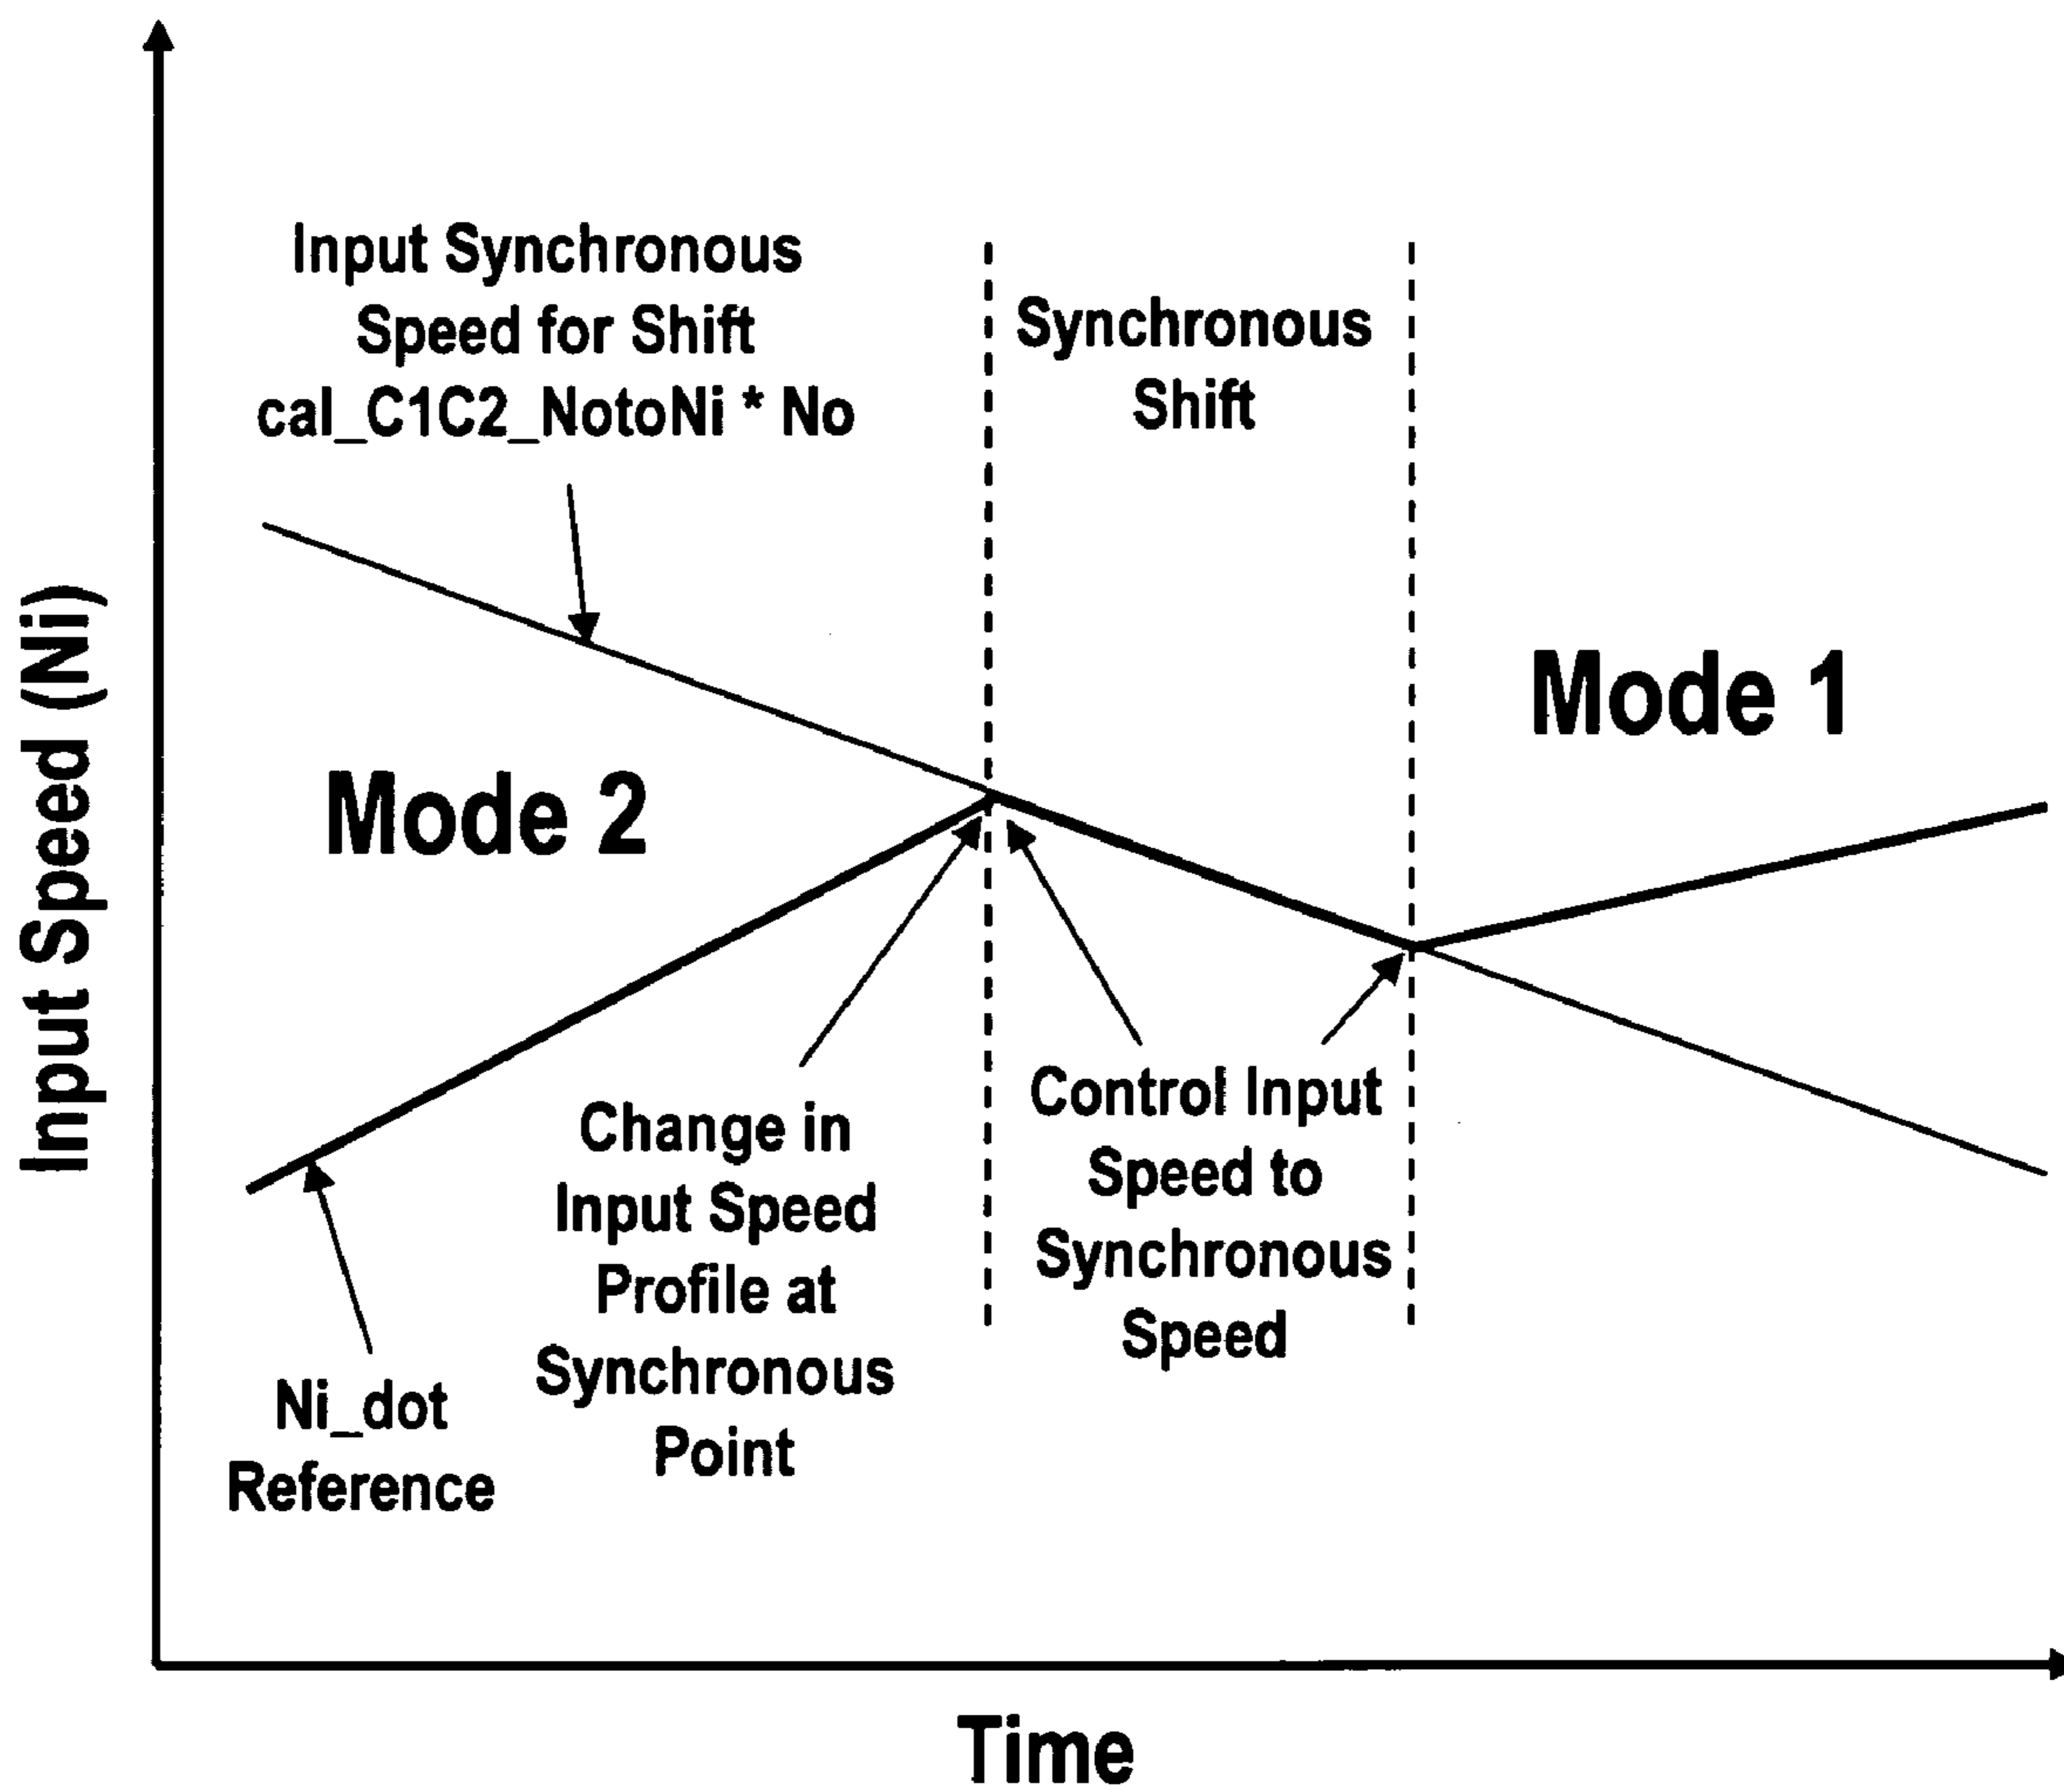 Input Speed (Ni)
Input Synchronous
Speed for Shift
cal_C1C2_NotoNi * No
Synchronous
Shift
Mode 2
Mode 1
Ni_dot
Reference
Change in
Input Speed
Profile at
Synchronous
Point
Control Input
Speed to
Synchronous
Speed
Time